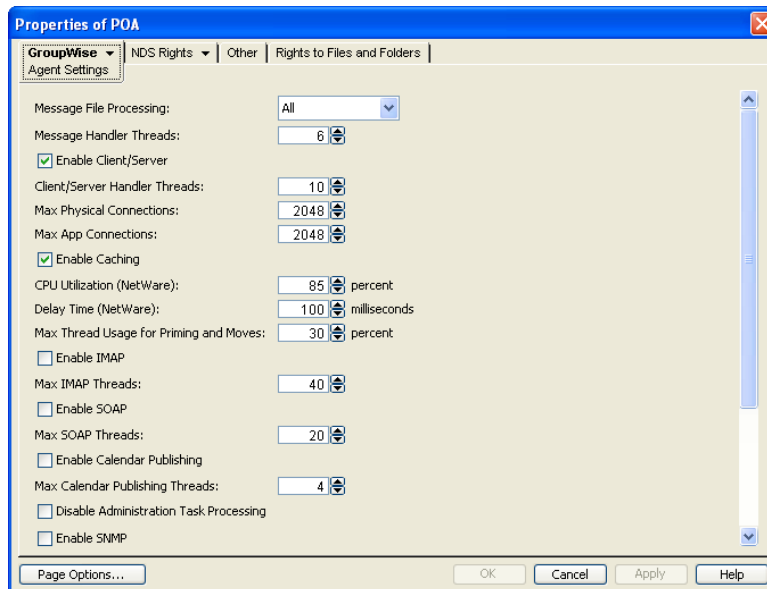 Properties of POA
GroupWise NDS Rights Other Rights to Files and Folders
Agent Settings
Message File Processing: All
Message Handler Threads: 6
Enable Client/Server
Client/Server Handler Threads: 10
Max Physical Connections: 2048
Max App Connections: 2048
Enable Caching
CPU Utilization (NetWare): 85 percent
Delay Time (NetWare): 100 milliseconds
Max Thread Usage for Priming and Moves: 30 percent
Enable IMAP
Max IMAP Threads: 40
Enable SOAP
Max SOAP Threads: 20
Enable Calendar Publishing
Max Calendar Publishing Threads: 4
Disable Administration Task Processing
Enable SNMP
Page Options... OK Cancel Apply Help